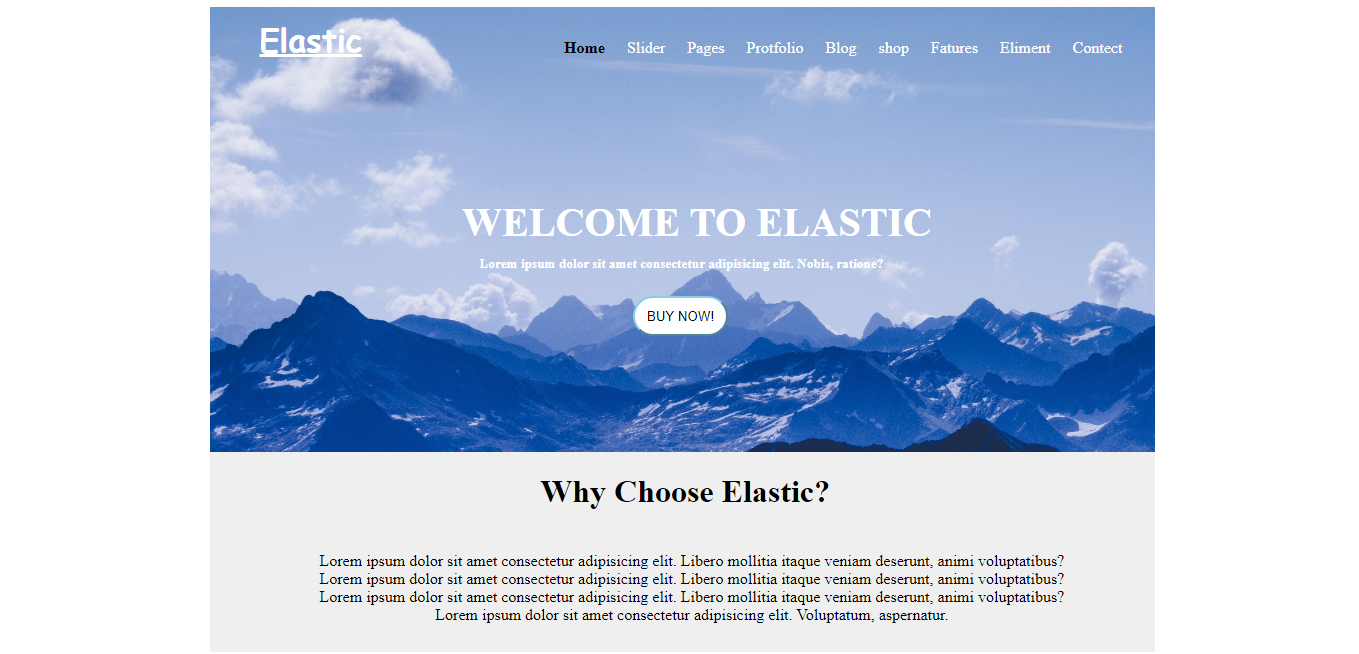 Elastic
Home Slider Pages Protfolio Blog shop Fatures Eliment Contect
WELCOME TO ELASTIC
Lorem ipsum dolor sit amet consectetur adipisicing elit. Nobis, ratione?
BUY NOW!
Why Choose Elastic?
Lorem ipsum dolor sit amet consectetur adipisicing elit. Libero mollitia itaque veniam deserunt, animi voluptatibus?
Lorem ipsum dolor sit amet consectetur adipisicing elit. Libero mollitia itaque veniam deserunt, animi voluptatibus?
Lorem ipsum dolor sit amet consectetur adipisicing elit. Libero mollitia itaque veniam deserunt, animi voluptatibus?
Lorem ipsum dolor sit amet consectetur adipisicing elit. Voluptatum, aspernatur.